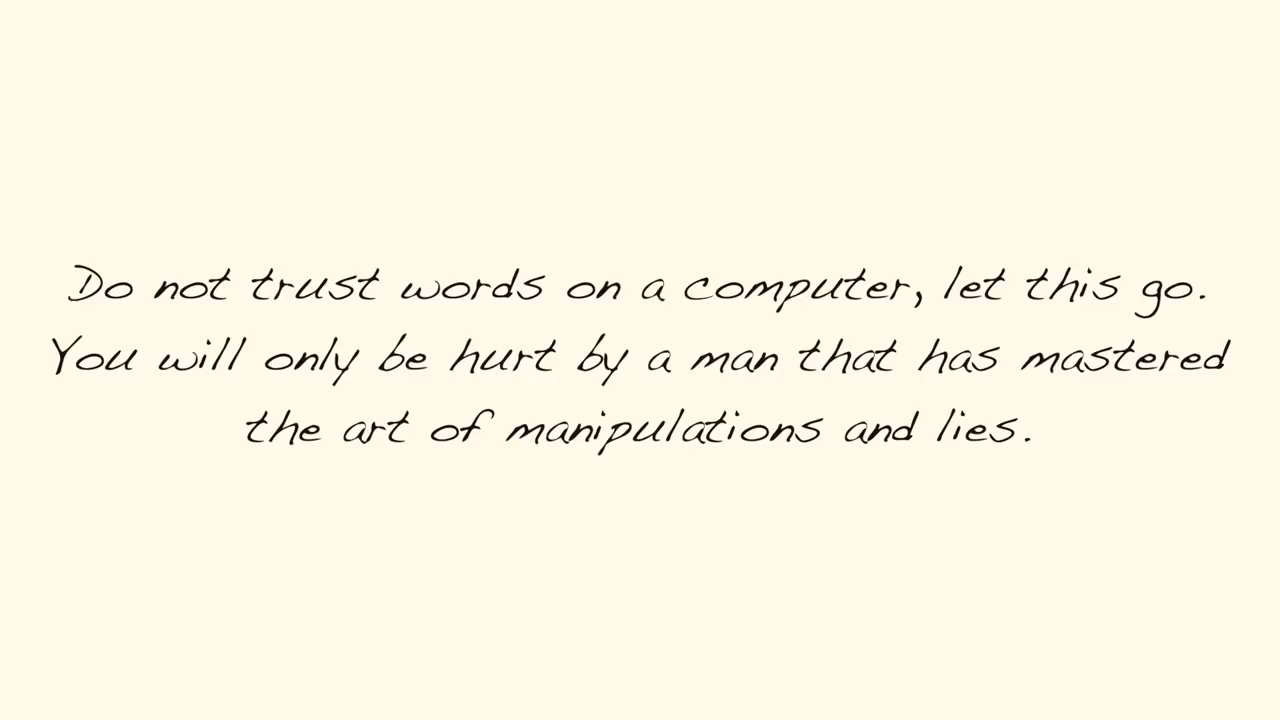 Do not trust words on a computer, let this go.
You will only be hurt by a man that has mastered
the art of manipulations and lies.